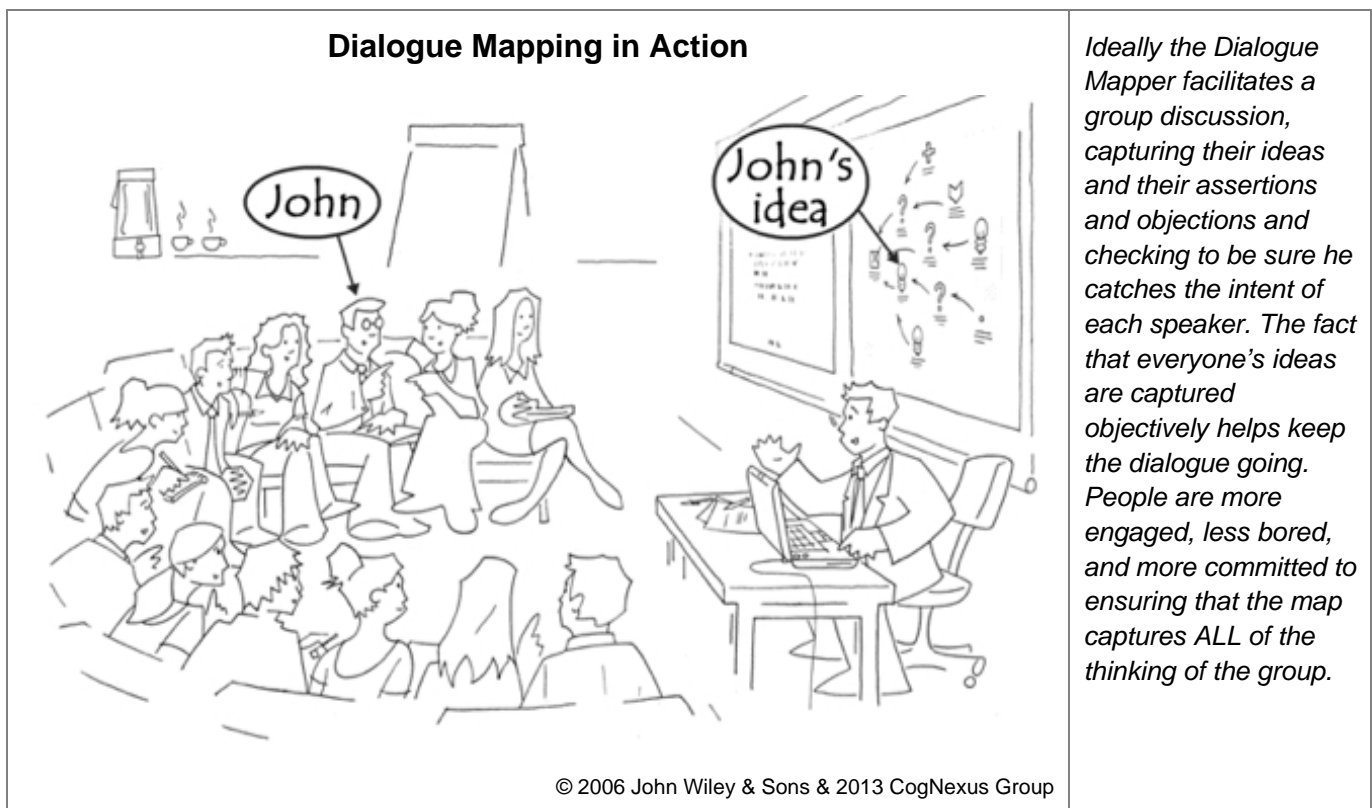 Dialogue Mapping in Action
John
John's
idea
© 2006 John Wiley & Sons & 2013 CogNexus Group
Ideally the Dialogue
Mapper facilitates a
group discussion,
capturing their ideas
and their assertions
and objections and
checking to be sure he
catches the intent of
each speaker. The fact
that everyone’s ideas
are captured
objectively helps keep
the dialogue going.
People are more
engaged, less bored,
and more committed to
ensuring that the map
captures ALL of the
thinking of the group.